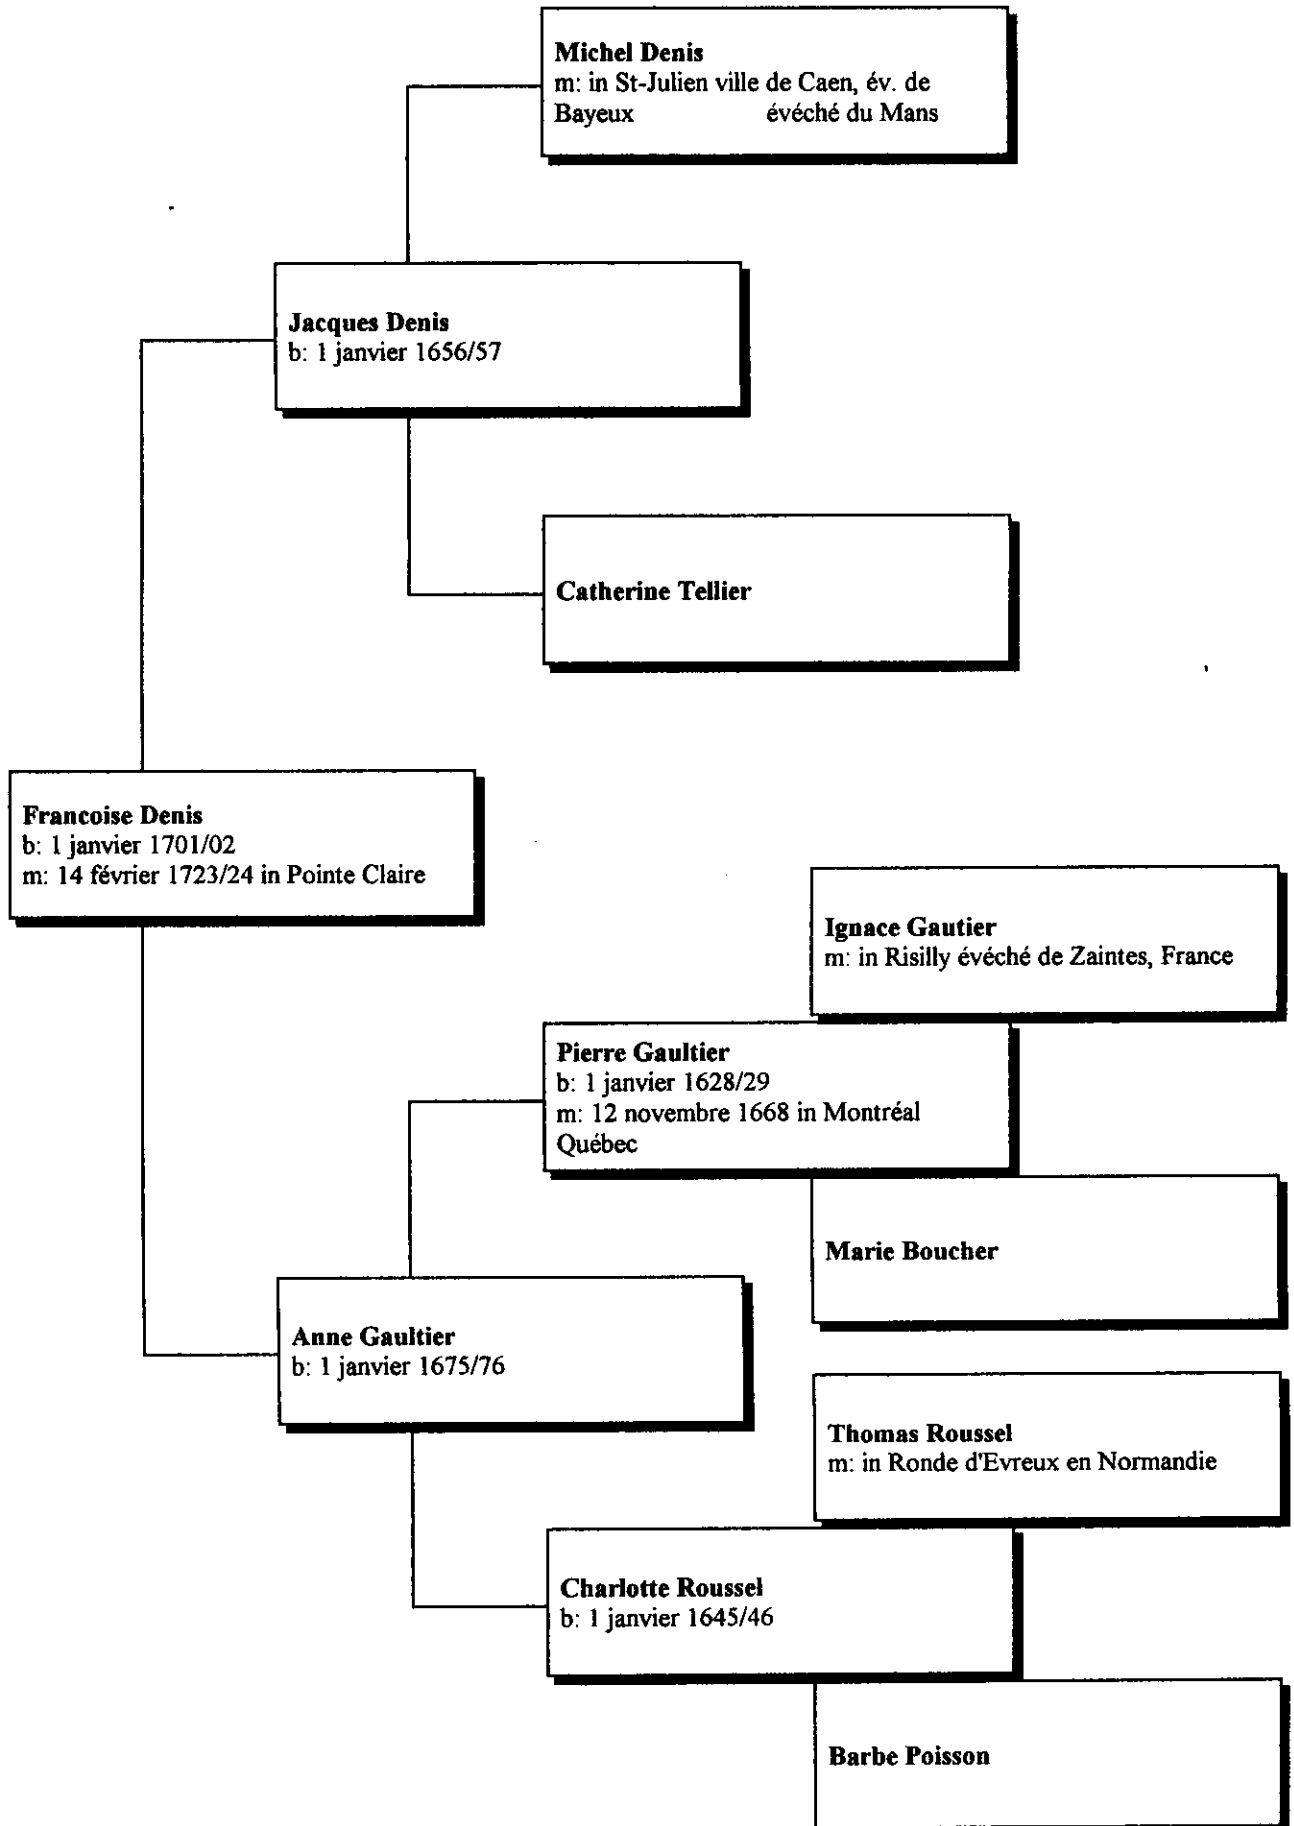 Michel Denis
m: in St-Julien ville de Caen, év. de
Bayeux évéché du Mans
Jacques Denis
b: 1 janvier 1656/57
Catherine Tellier
Francoise Denis
b: 1 janvier 1701/02
m: 14 février 1723/24 in Pointe Claire
Ignace Gautier
m: in Risilly évéché de Zaintes, France
Pierre Gaultier
b: 1 janvier 1628/29
m: 12 novembre 1668 in Montréal
Québec
Marie Boucher
Anne Gaultier
b: 1 janvier 1675/76
Thomas Roussel
m: in Ronde d'Evreux en Normandie
Charlotte Roussel
b: 1 janvier 1645/46
Barbe Poisson